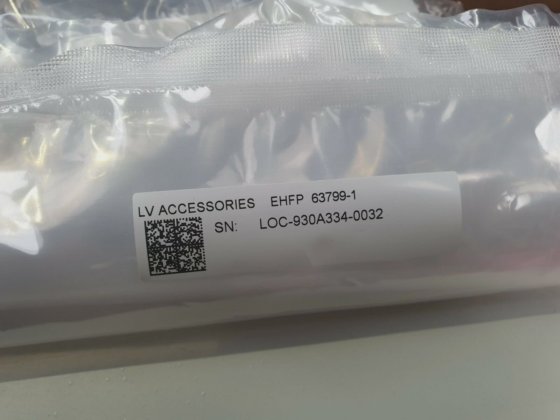 LV ACCESSORIES EHFP 63799-1
SN: LOC-930A334-0032